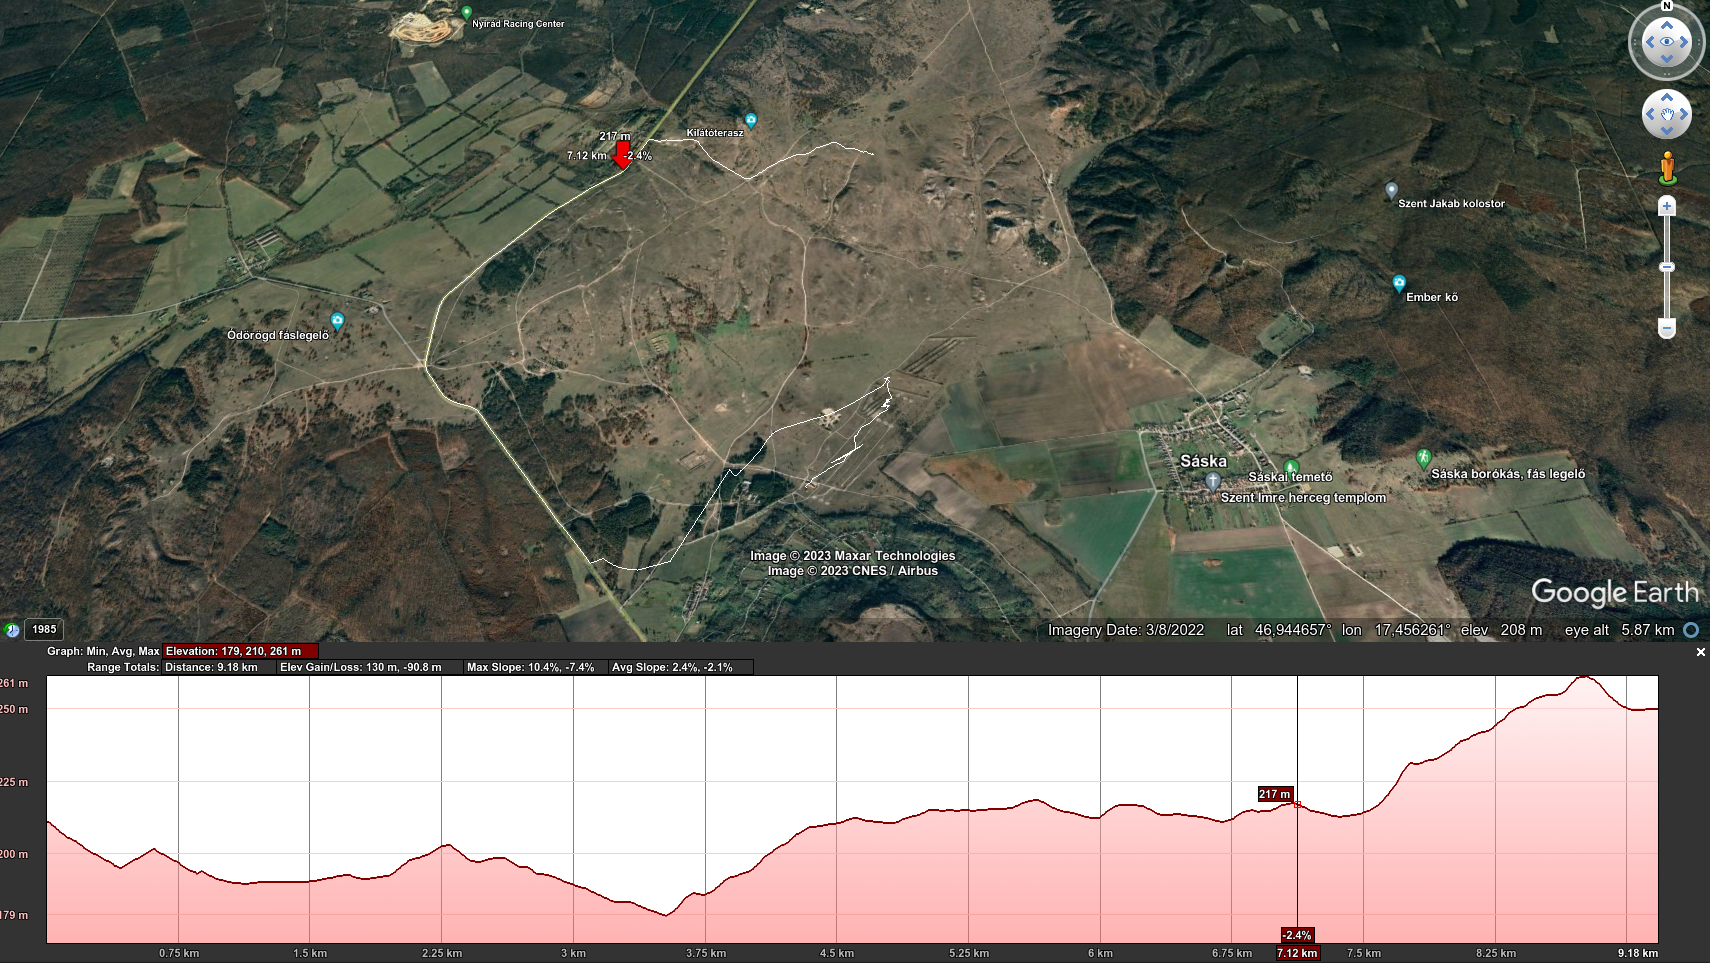 N
Nyirád Racing Center
Kilátóterasz
217 m
7.12 km
-2.4%
Szent Jakab kolostor
Ember kő
Ódörögd fáslegelő
Sáska
Sáskai temető
Sáska borókás, fás legelő
Szent Imre herceg templom
Image © 2023 Maxar Technologies
Image © 2023 CNES / Airbus
Google Earth
1985
Imagery Date: 3/8/2022 lat 46,944657° lon 17,456261° elev 208 m eye alt 5.87 km
Graph: Min, Avg, Max Elevation: 179, 210, 261 m
Range Totals: Distance: 9.18 km Elev Gain/Loss: 130 m, -90.8 m Max Slope: 10.4%, -7.4% Avg Slope: 2.4%, -2.1%
261 m
250 m
225 m
217 m
200 m
179 m
-2.4%
0.75 km 1.5 km 2.25 km 3 km 3.75 km 4.5 km 5.25 km 6 km 6.75 km 7.12 km 7.5 km 8.25 km 9.18 km